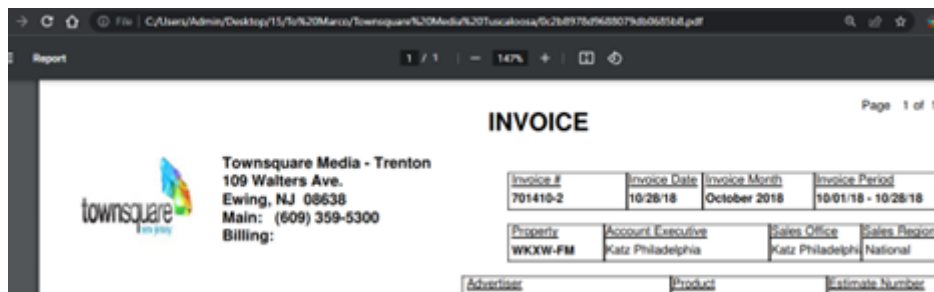 File | C:/Users/Admin/Desktop/15/To%20Marco/Townsquare%20Media%20Tuscaloosa/0c2b8978d9688079db0685b8.pdf
Report
1 / 1
147%
Page 1 of 1
INVOICE
townsquare
new jersey
Townsquare Media - Trenton
109 Walters Ave.
Ewing, NJ 08638
Main: (609) 359-5300
Billing:
Invoice # Invoice Date Invoice Month Invoice Period
701410-2 10/28/18 October 2018 10/01/18 - 10/28/18
Property Account Executive Sales Office Sales Region
WKXW-FM Katz Philadelphia Katz Philadelphi National
Advertiser Product Estimate Number